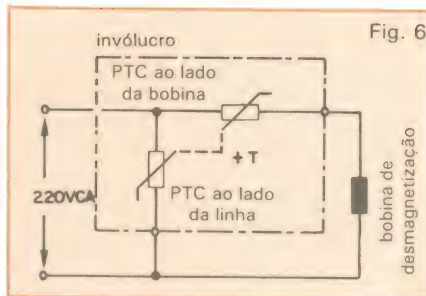 Fig. 6
invólucro
PTC ao lado
da bobina
+ T
220VCA
PTC ao lado
da linha
bobina de
desmagnetização